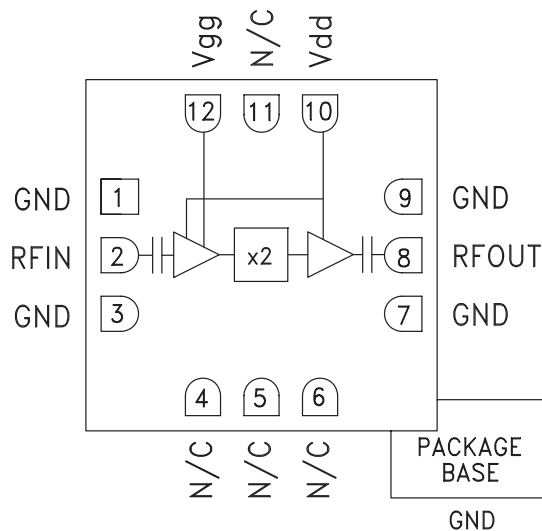 Vgg N/C Vdd
12 11 10
GND 1 9 GND
RFIN 2 x2 8 RFOUT
GND 3 7 GND
4 5 6
N/C N/C N/C
PACKAGE
BASE
GND